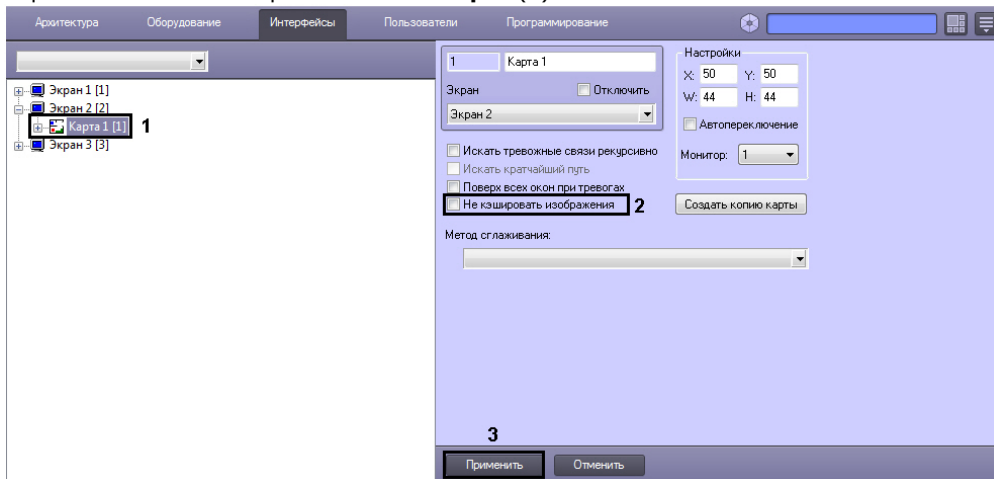 Архитектура Оборудование Интерфейсы Пользователи Программирование
Экран 1 [1]
Экран 2 [2]
Карта 1 [1] 1
Экран 3 [3]
1 Карта 1
Экран Отключить
Экран 2
Искать тревожные связи рекурсивно
Искать кратчайший путь
Поверх всех окон при тревогах
Не кэшировать изображения 2
Метод сглаживания:
Настройки
X: 50 Y: 50
W: 44 H: 44
Автопереключение
Монитор: 1
Создать копию карты
3
Применить Отменить